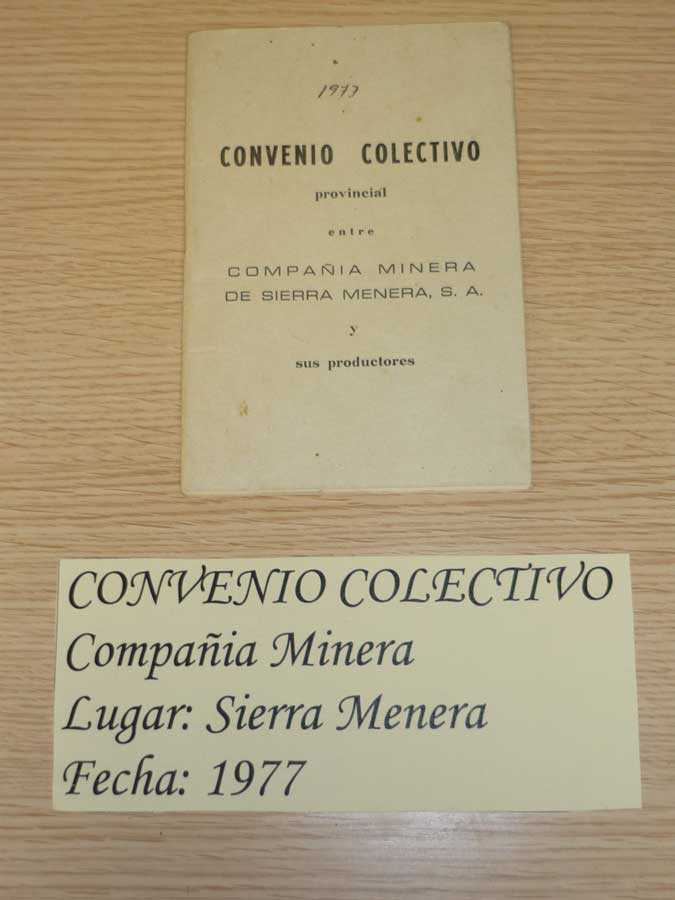 1977
CONVENIO COLECTIVO
provincial
entre
COMPAÑIA MINERA
DE SIERRA MENERA, S. A.
y
sus productores
CONVENIO COLECTIVO
Compañia Minera
Lugar: Sierra Menera
Fecha: 1977